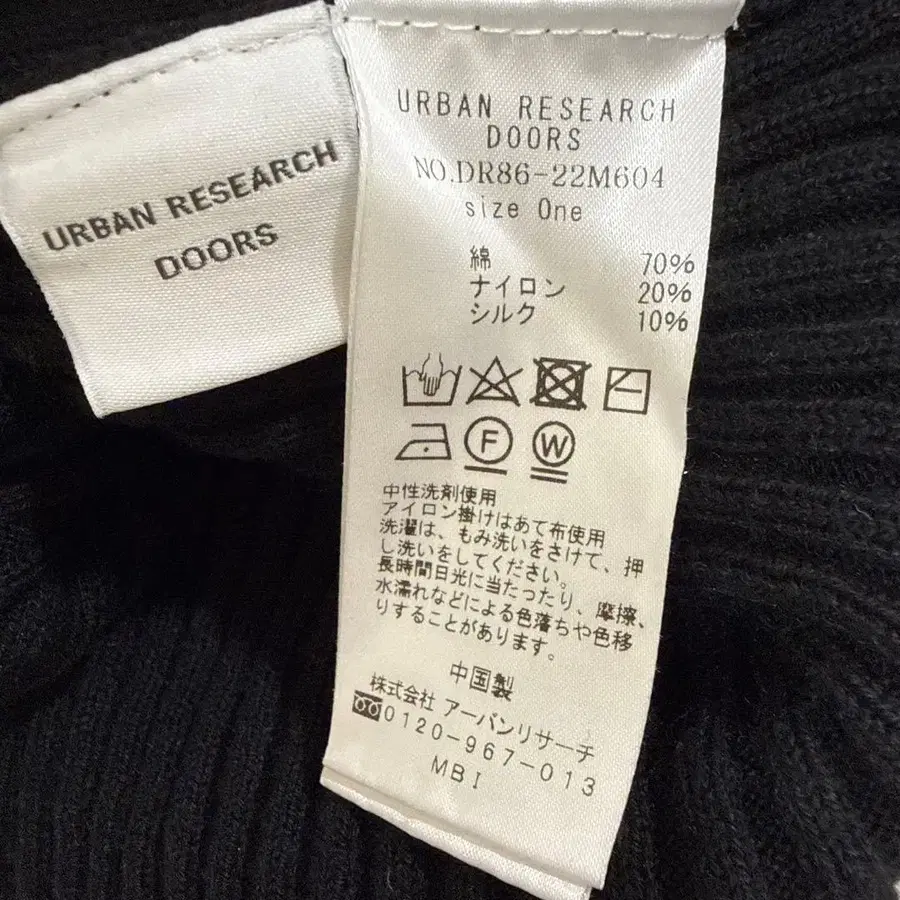 URBAN RESEARCH
DOORS
URBAN RESEARCH
DOORS
NO.DR86-22M604
size One
綿 70%
ナイロン 20%
シルク 10%
F W
中性洗剤使用
アイロン掛けはあて布使用
洗濯は、もみ洗いをさけて、押
し洗いをしてください。
長時間日光に当たったり、摩擦、
水濡れなどによる色落ちや色移
りすることがあります。
中国製
株式会社 アーバンリサーチ
0120-967-013
MBI